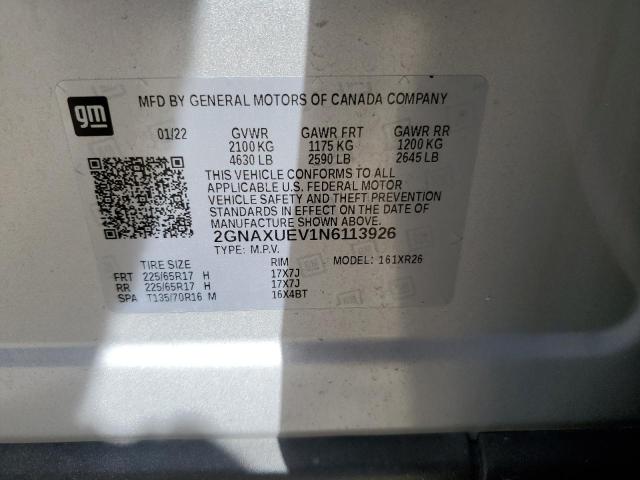 gm
MFD BY GENERAL MOTORS OF CANADA COMPANY
01/22 GVWR GAWR FRT GAWR RR
2100 KG 1175 KG 1200 KG
4630 LB 2590 LB 2645 LB
THIS VEHICLE CONFORMS TO ALL
APPLICABLE U.S. FEDERAL MOTOR
VEHICLE SAFETY AND THEFT PREVENTION
STANDARDS IN EFFECT ON THE DATE OF
MANUFACTURE SHOWN ABOVE.
2GNAXUEV1N6113926
TYPE: M.P.V. MODEL: 161XR26
TIRE SIZE RIM
FRT 225/65R17 H 17X7J
RR 225/65R17 H 17X7J
SPA T135/70R16 M 16X4BT